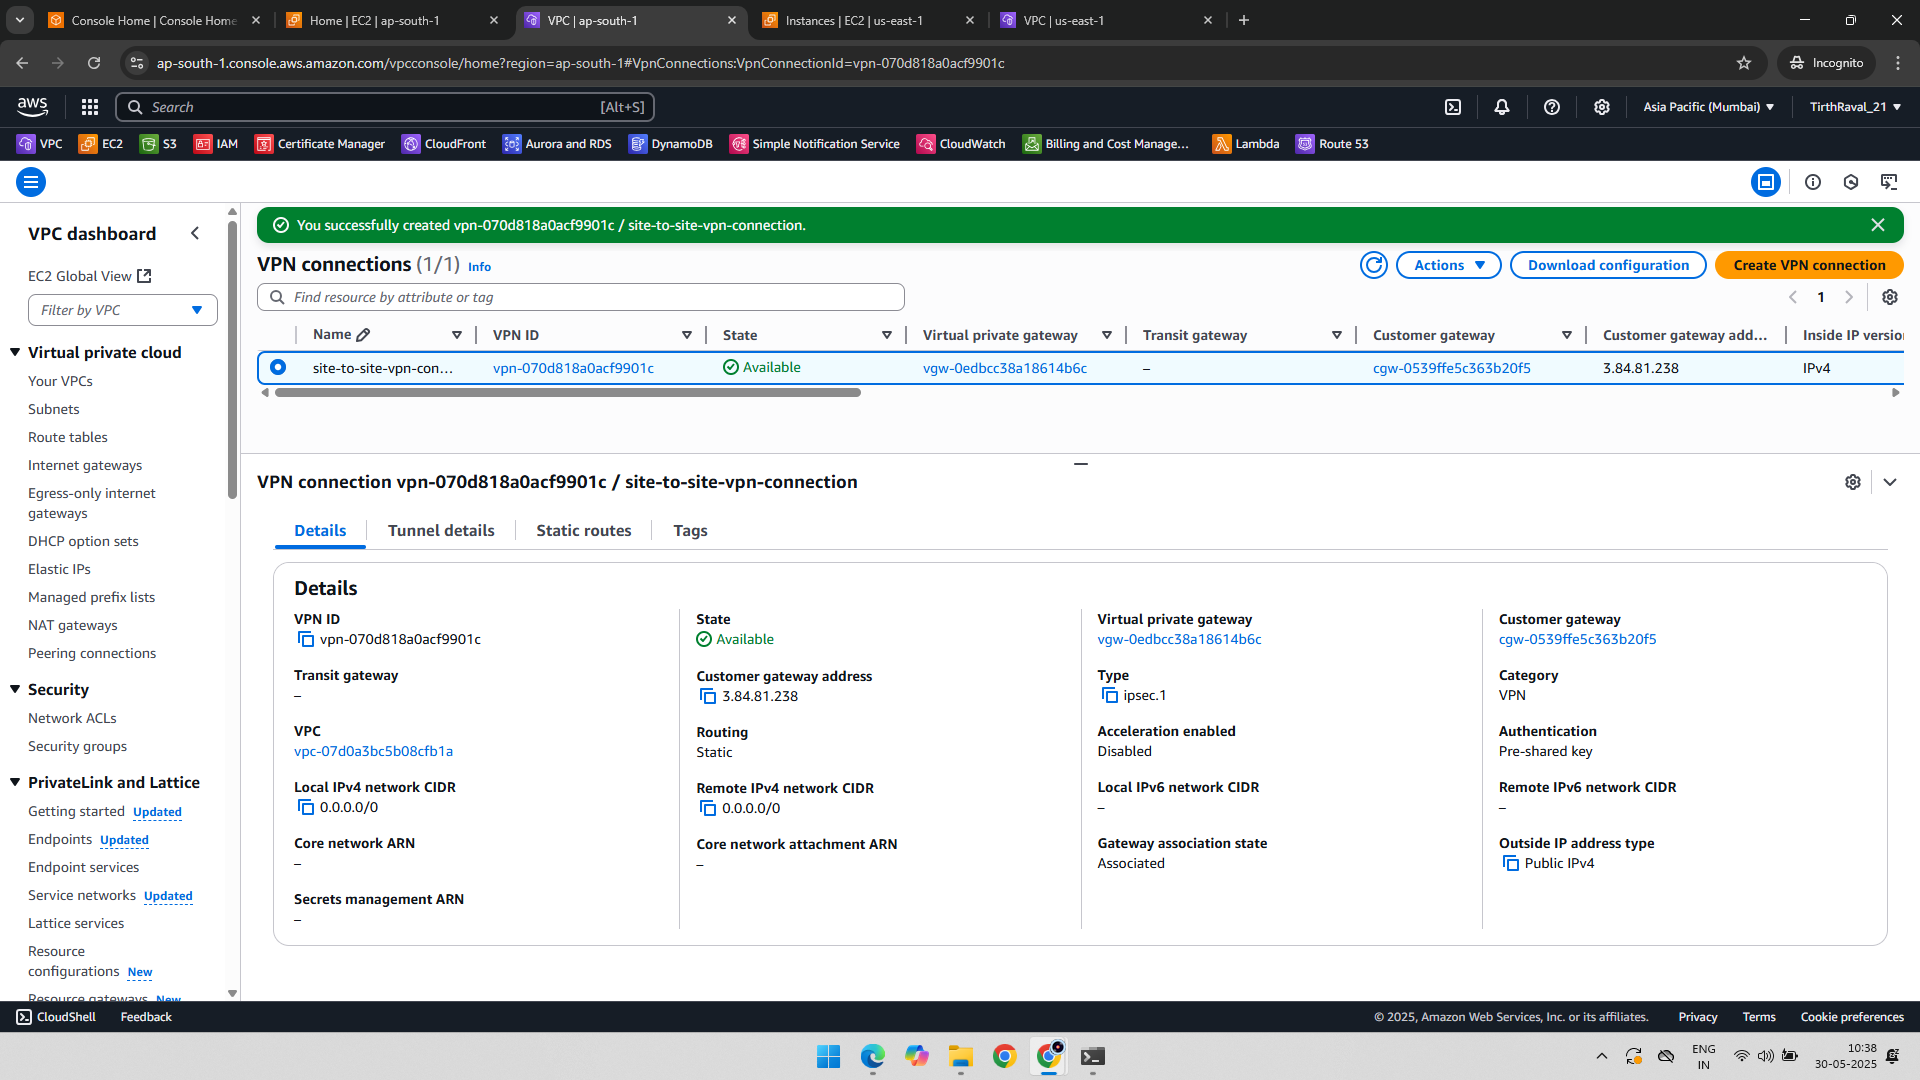 Console Home | Console Home
Home | EC2 | ap-south-1
VPC | ap-south-1
Instances | EC2 | us-east-1
VPC | us-east-1
ap-south-1.console.aws.amazon.com/vpcconsole/home?region=ap-south-1#VpnConnections:VpnConnectionId=vpn-070d818a0acf9901c
Incognito
aws
Search
[Alt+S]
Asia Pacific (Mumbai)
TirthRaval_21
VPC
EC2
S3
IAM
Certificate Manager
CloudFront
Aurora and RDS
DynamoDB
Simple Notification Service
CloudWatch
Billing and Cost Manage...
Lambda
Route 53
VPC dashboard
EC2 Global View
Filter by VPC
Virtual private cloud
Your VPCs
Subnets
Route tables
Internet gateways
Egress-only internet
gateways
DHCP option sets
Elastic IPs
Managed prefix lists
NAT gateways
Peering connections
Security
Network ACLs
Security groups
PrivateLink and Lattice
Getting started Updated
Endpoints Updated
Endpoint services
Service networks Updated
Lattice services
Resource
configurations New
Resource gateways New
You successfully created vpn-070d818a0acf9901c / site-to-site-vpn-connection.
VPN connections (1/1) Info
Actions
Download configuration
Create VPN connection
Find resource by attribute or tag
1
Name
VPN ID
State
Virtual private gateway
Transit gateway
Customer gateway
Customer gateway add...
Inside IP versio
site-to-site-vpn-con...
vpn-070d818a0acf9901c
Available
vgw-0edbcc38a18614b6c
–
cgw-0539ffe5c363b20f5
3.84.81.238
IPv4
VPN connection vpn-070d818a0acf9901c / site-to-site-vpn-connection
Details
Tunnel details
Static routes
Tags
Details
VPN ID
vpn-070d818a0acf9901c
State
Available
Virtual private gateway
vgw-0edbcc38a18614b6c
Customer gateway
cgw-0539ffe5c363b20f5
Transit gateway
–
Customer gateway address
3.84.81.238
Type
ipsec.1
Category
VPN
VPC
vpc-07d0a3bc5b08cfb1a
Routing
Static
Acceleration enabled
Disabled
Authentication
Pre-shared key
Local IPv4 network CIDR
0.0.0.0/0
Remote IPv4 network CIDR
0.0.0.0/0
Local IPv6 network CIDR
–
Remote IPv6 network CIDR
–
Core network ARN
–
Core network attachment ARN
–
Gateway association state
Associated
Outside IP address type
Public IPv4
Secrets management ARN
–
CloudShell
Feedback
© 2025, Amazon Web Services, Inc. or its affiliates.
Privacy
Terms
Cookie preferences
ENG
IN
10:38
30-05-2025